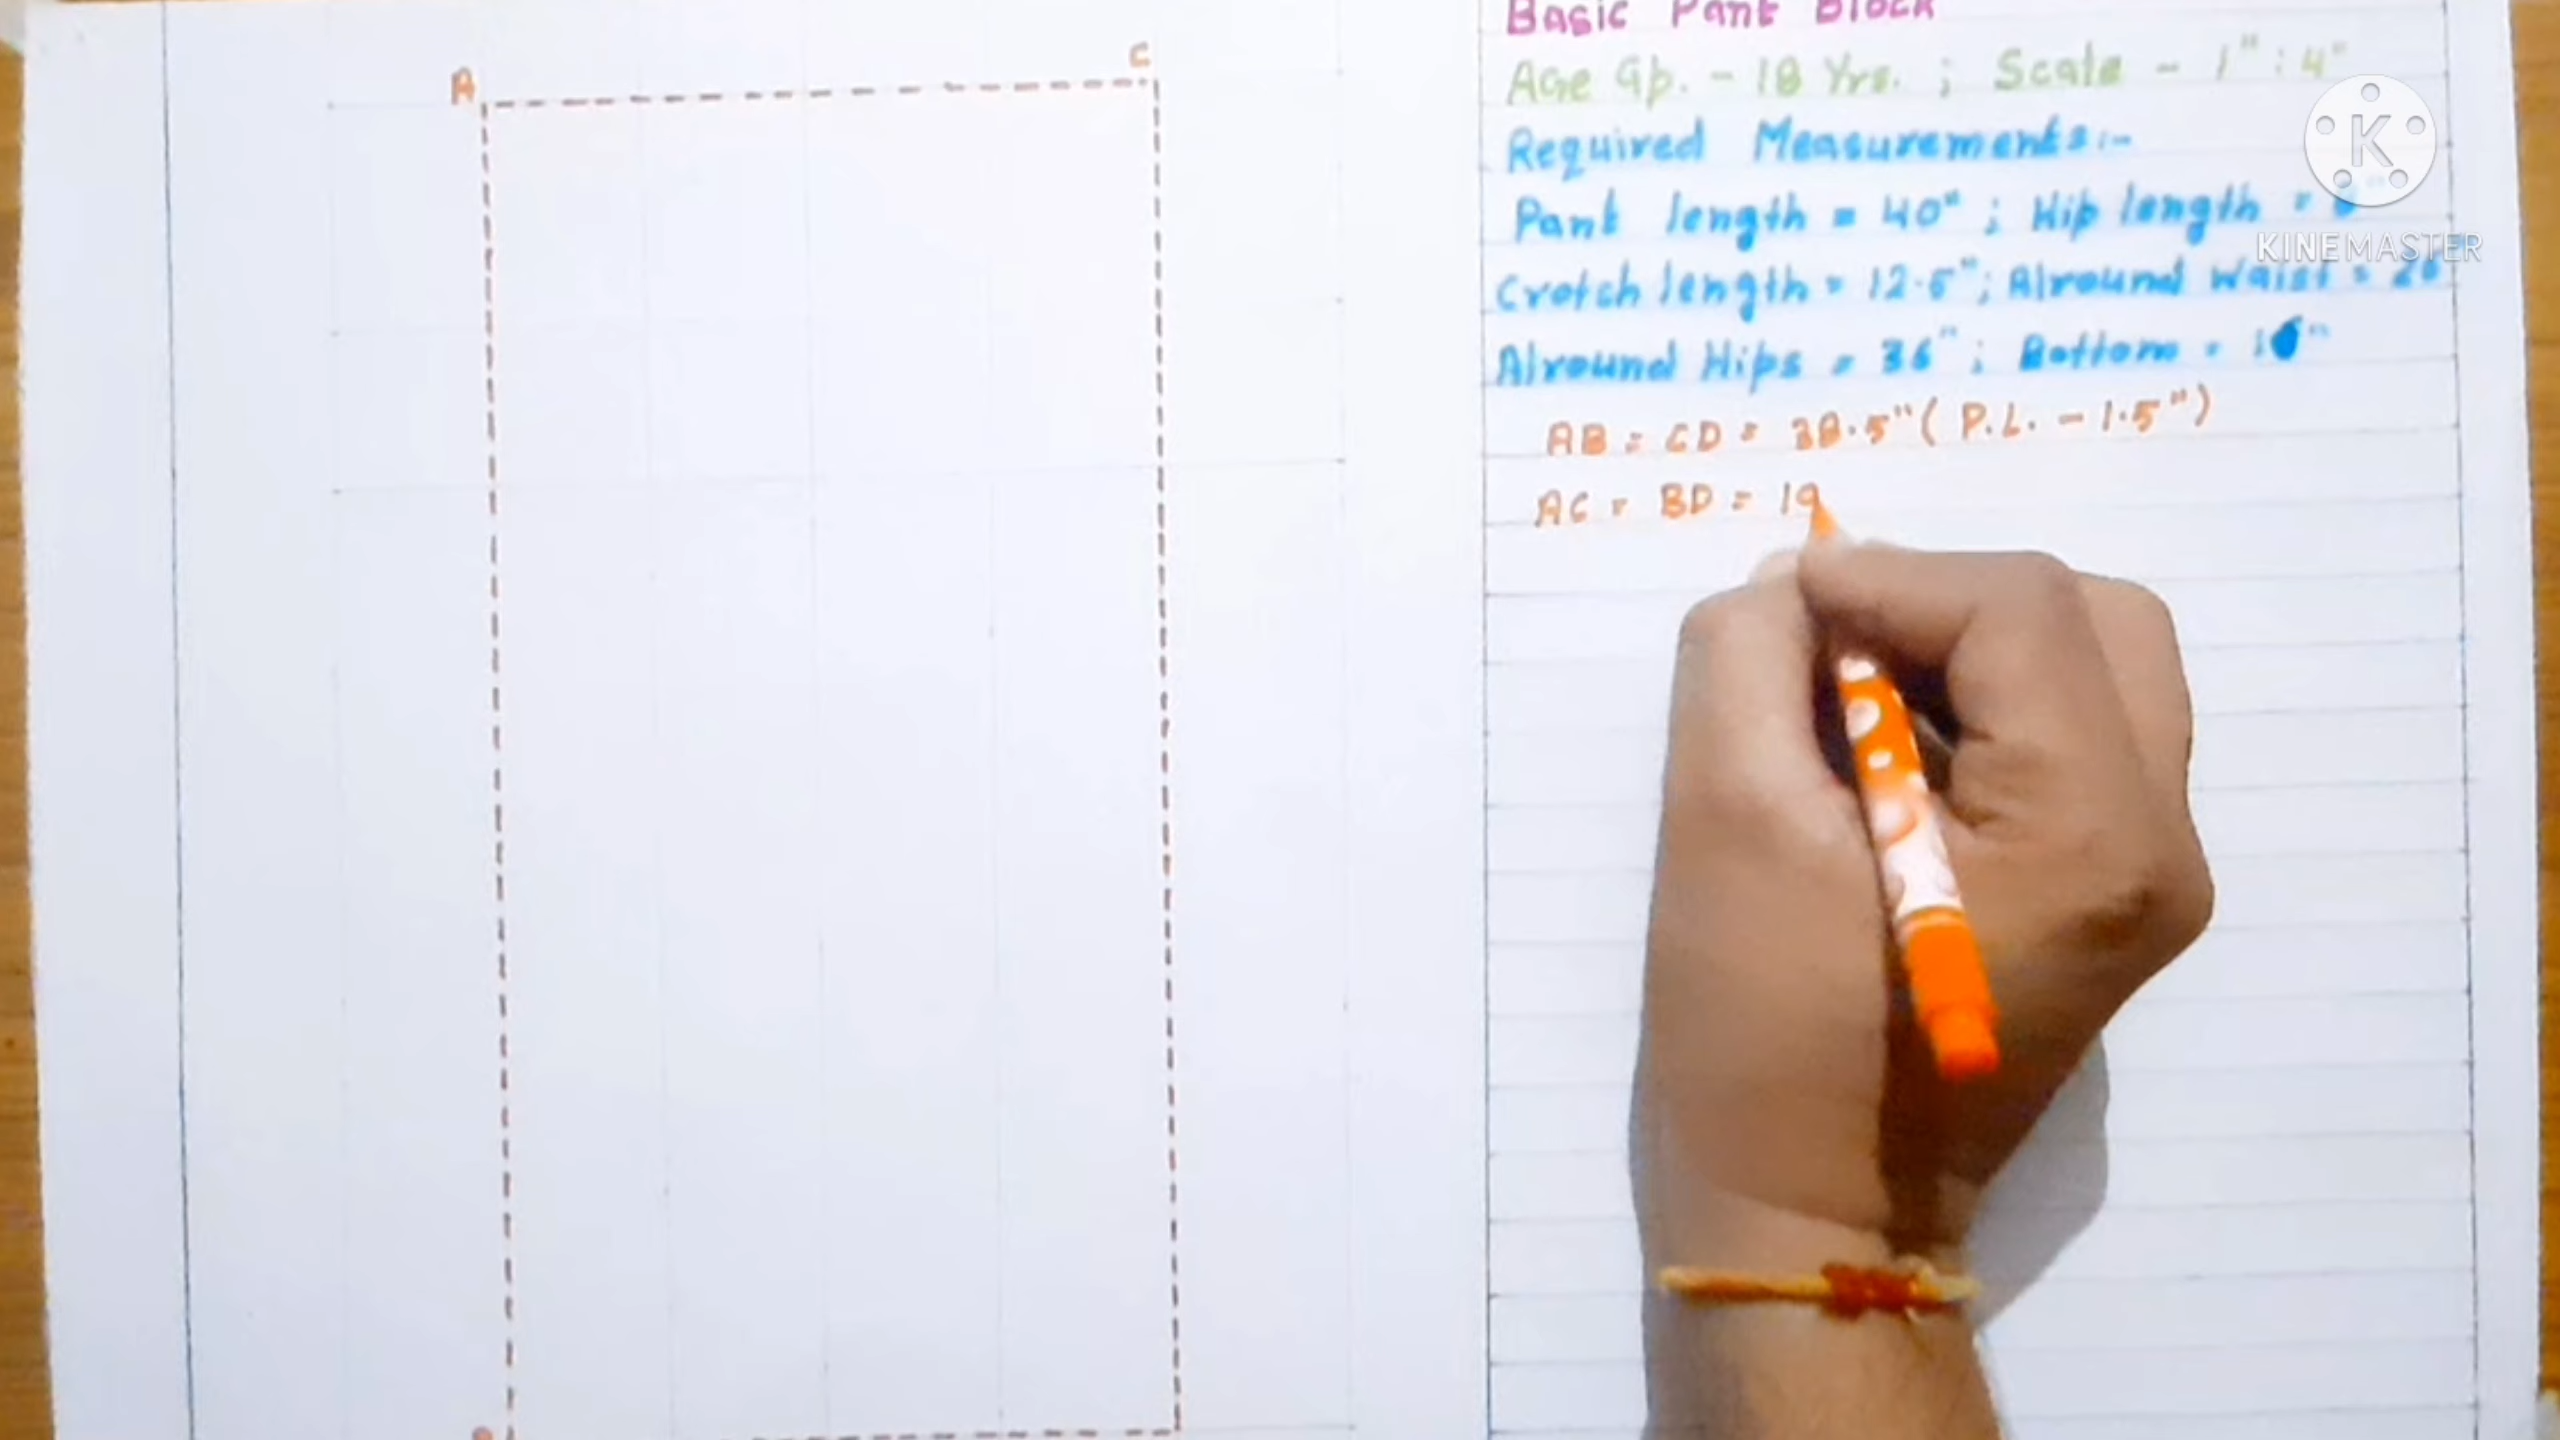 A
C
Basic Pant Block
Age Gp. - 18 Yrs. ; Scale - 1" : 4"
Required Measurements:-
Pant length = 40" ; Hip length =
Crotch length = 12.5" ; Alround Waist =
Alround Hips = 36" ; Bottom =
AB = CD = 38.5" ( P.L. - 1.5" )
AC = BD = 19
K
KINEMASTER